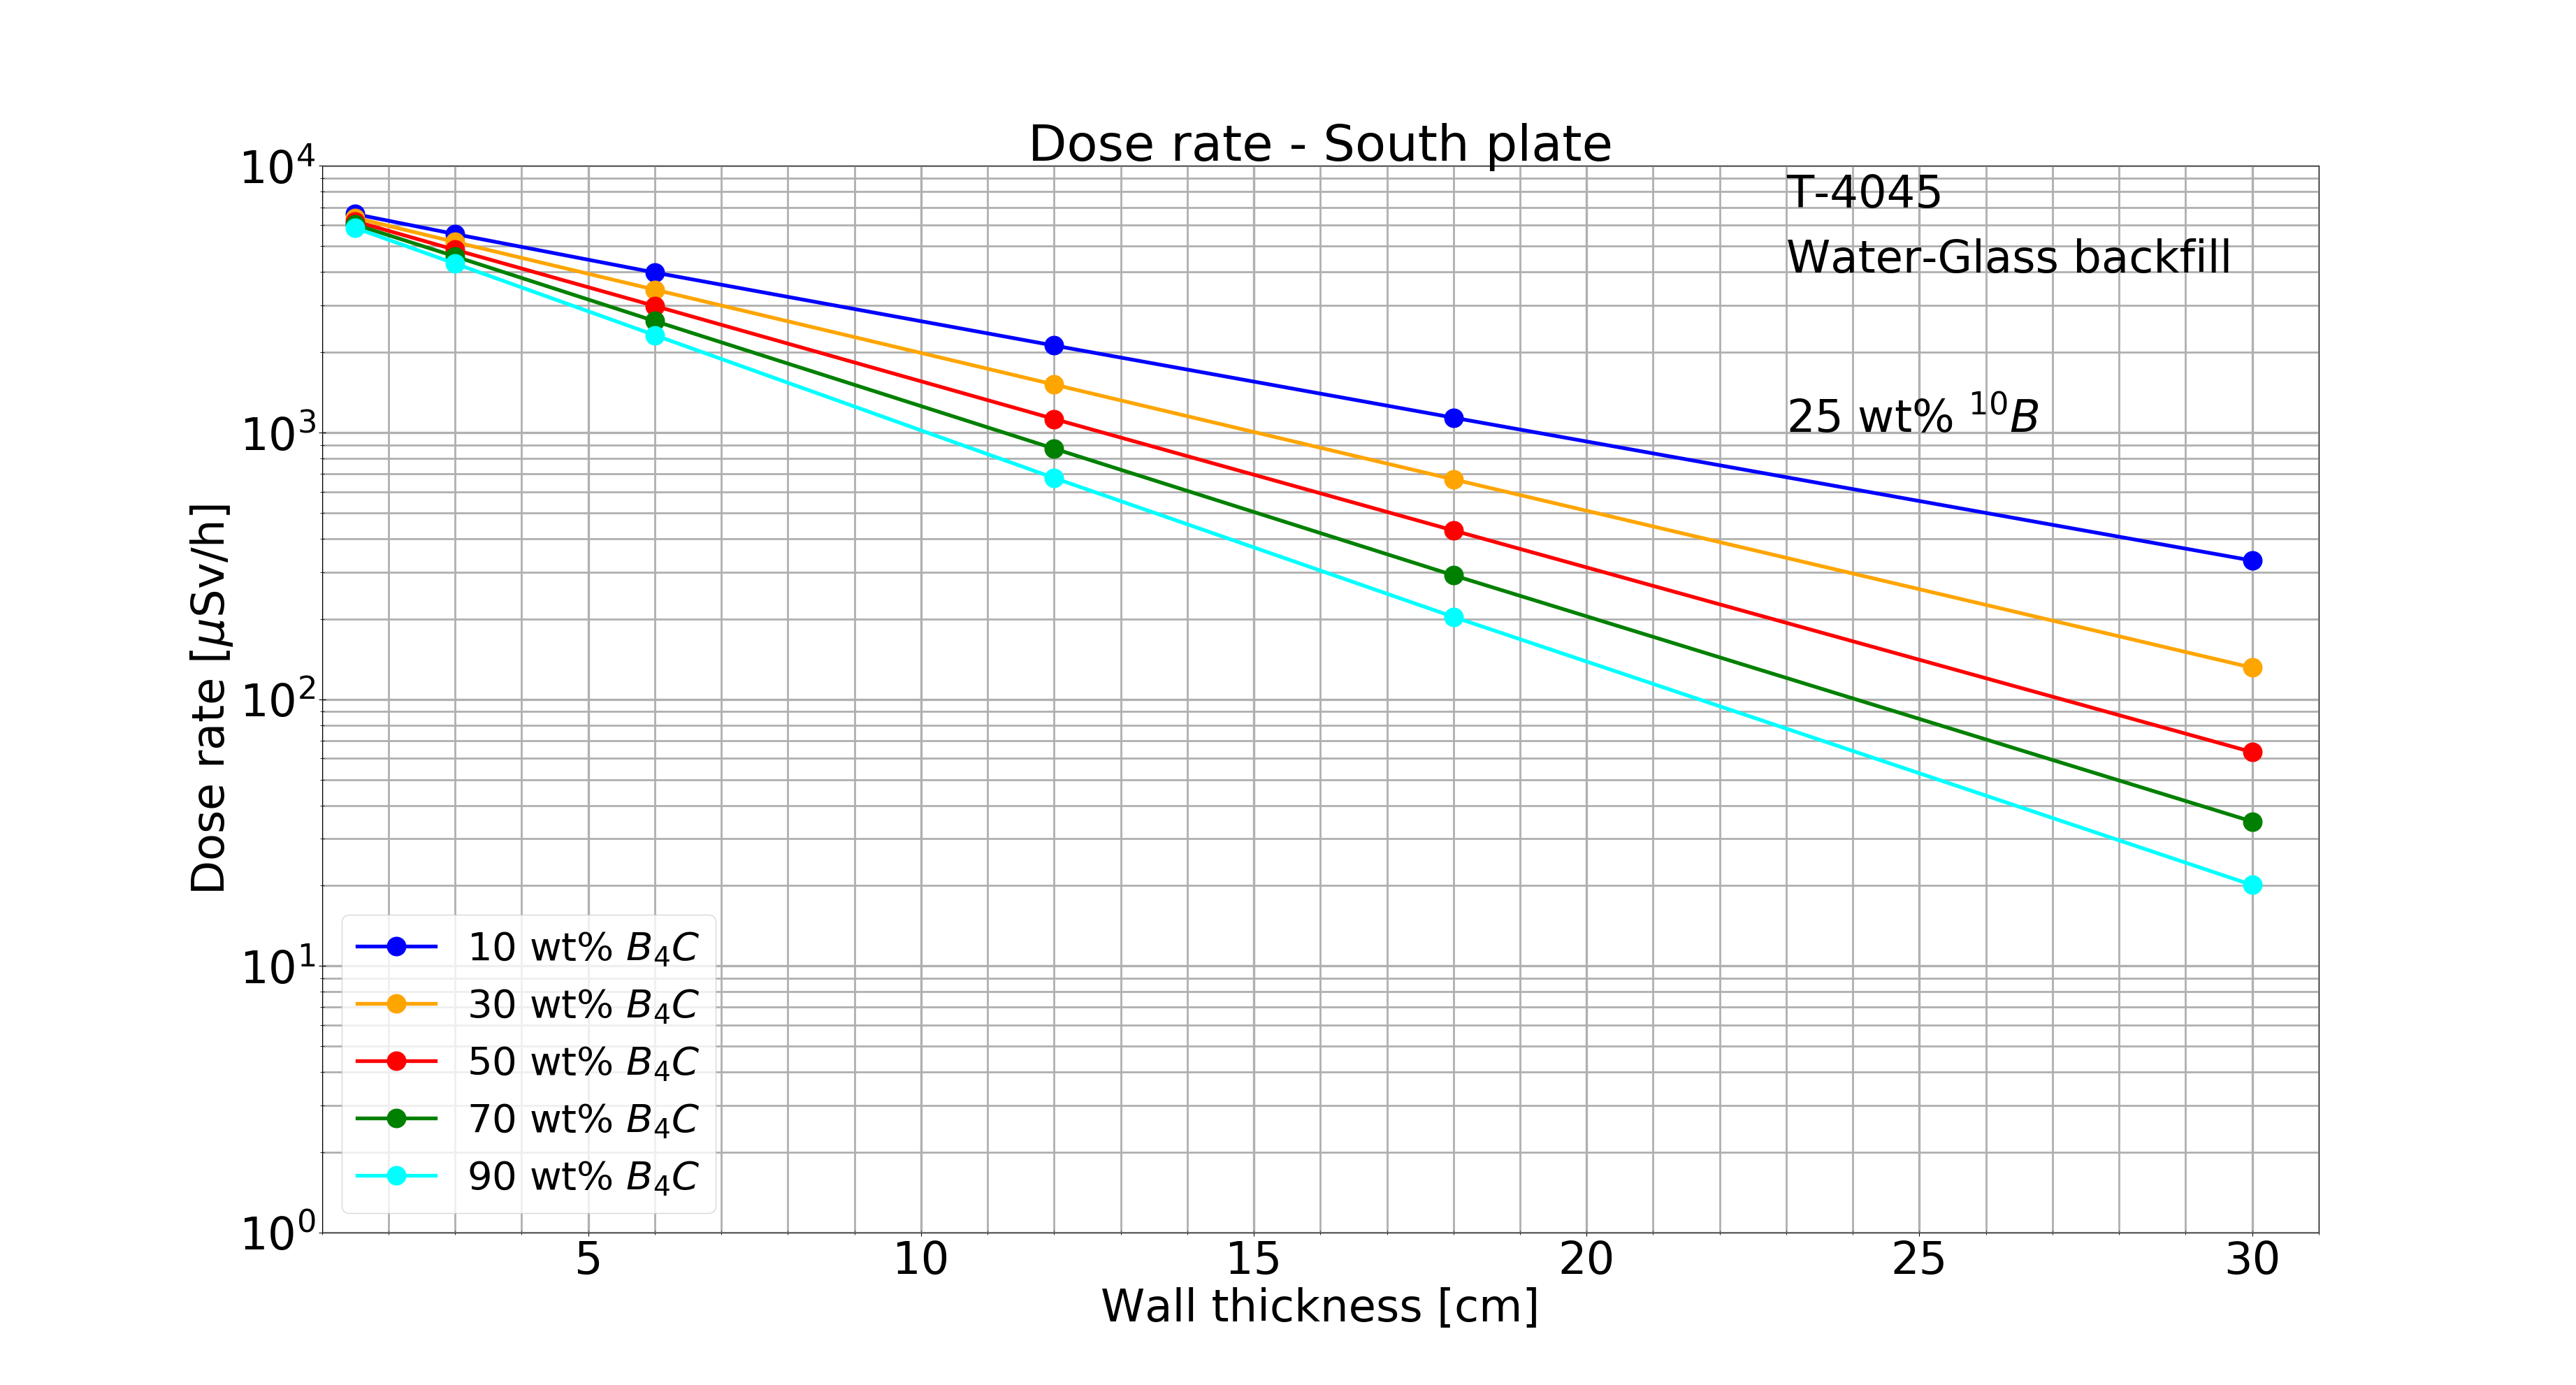 Dose rate - South plate
T-4045
Water-Glass backfill
25 wt% ¹⁰B
Dose rate [μSv/h]
10⁴
10³
10²
10¹
10⁰
10 wt% B₄C
30 wt% B₄C
50 wt% B₄C
70 wt% B₄C
90 wt% B₄C
5 10 15 20 25 30
Wall thickness [cm]